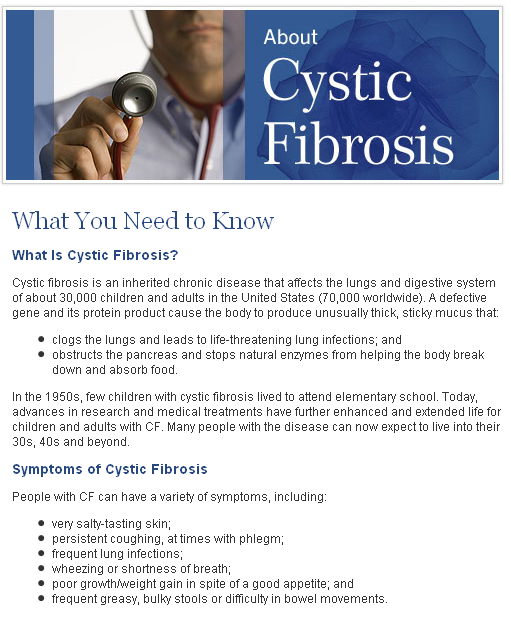 About
Cystic
Fibrosis
What You Need to Know
What Is Cystic Fibrosis?
Cystic fibrosis is an inherited chronic disease that affects the lungs and digestive system
of about 30,000 children and adults in the United States (70,000 worldwide). A defective
gene and its protein product cause the body to produce unusually thick, sticky mucus that:
● clogs the lungs and leads to life-threatening lung infections; and
● obstructs the pancreas and stops natural enzymes from helping the body break
down and absorb food.
In the 1950s, few children with cystic fibrosis lived to attend elementary school. Today,
advances in research and medical treatments have further enhanced and extended life for
children and adults with CF. Many people with the disease can now expect to live into their
30s, 40s and beyond.
Symptoms of Cystic Fibrosis
People with CF can have a variety of symptoms, including:
● very salty-tasting skin;
● persistent coughing, at times with phlegm;
● frequent lung infections;
● wheezing or shortness of breath;
● poor growth/weight gain in spite of a good appetite; and
● frequent greasy, bulky stools or difficulty in bowel movements.